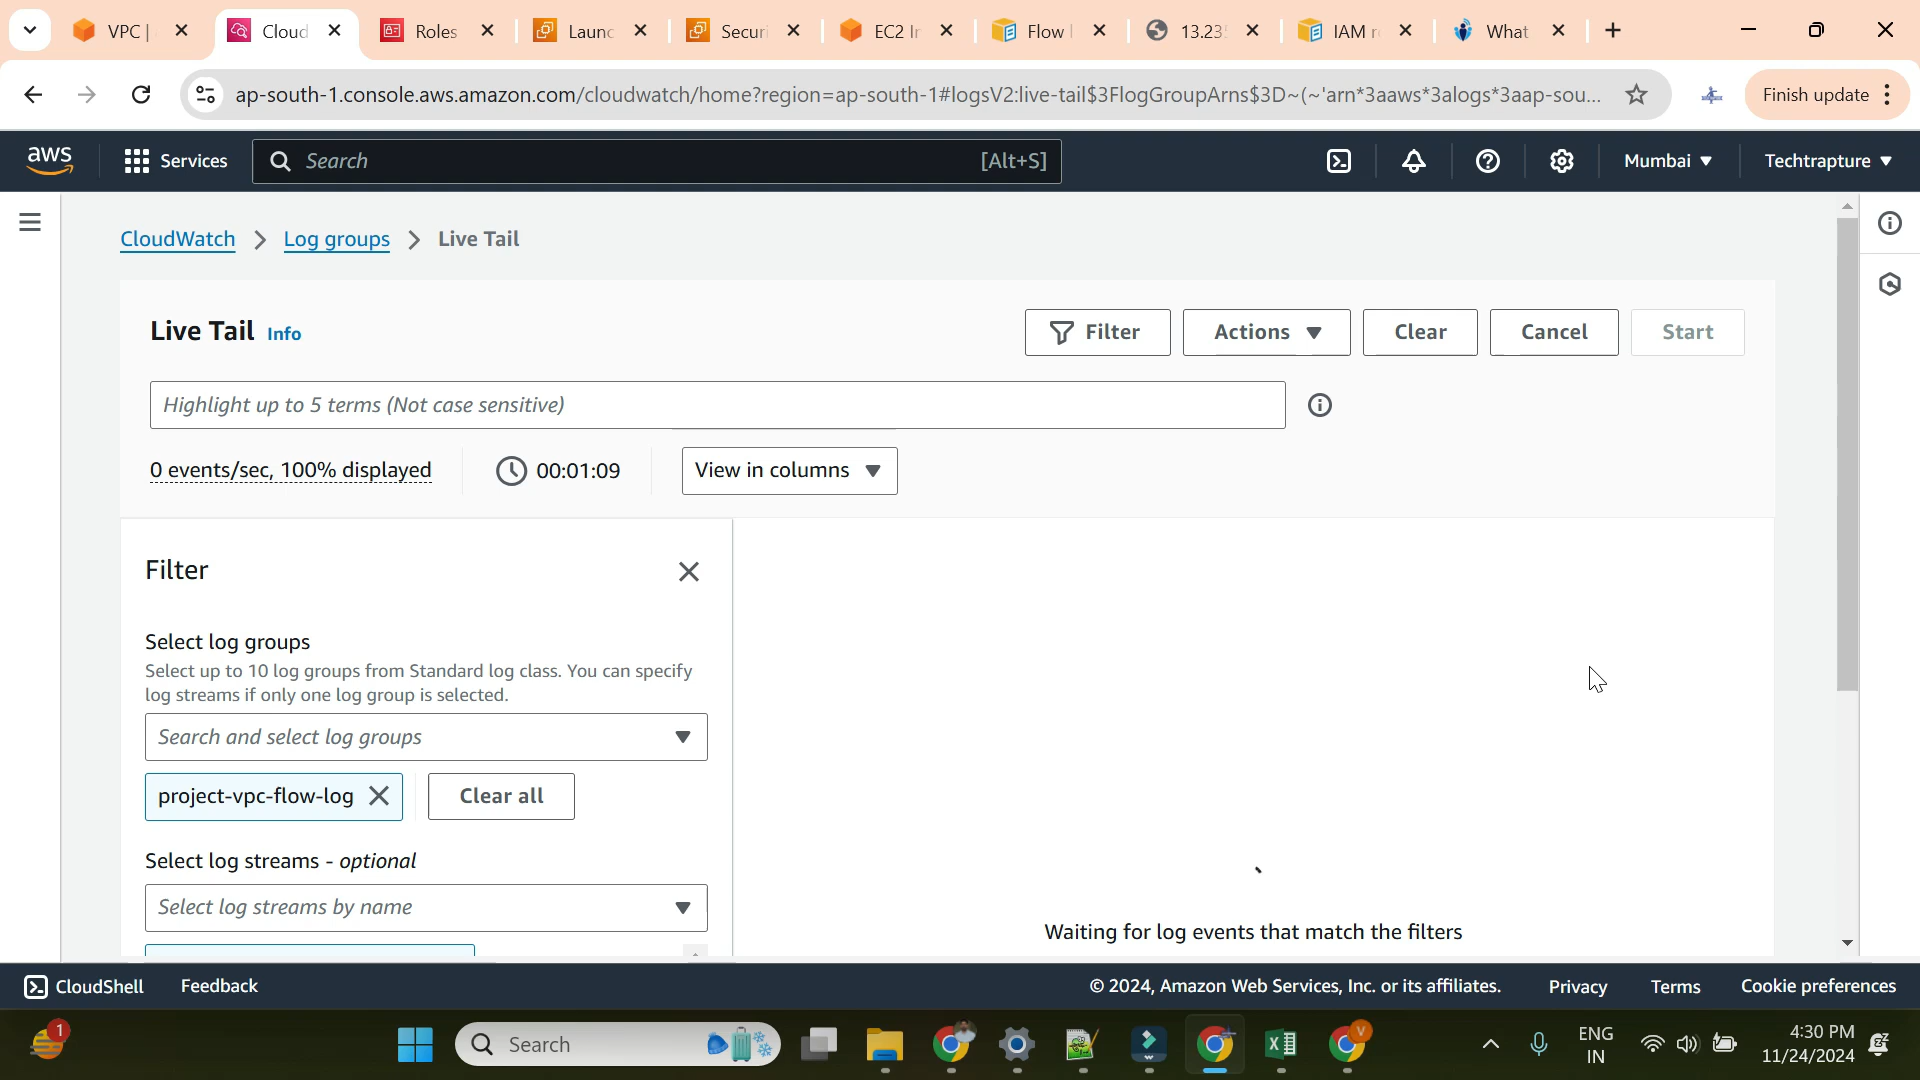 VPC |
Cloud
Roles
Launc
Securi
EC2 Ir
Flow l
13.23
IAM r
What
ap-south-1.console.aws.amazon.com/cloudwatch/home?region=ap-south-1#logsV2:live-tail$3FlogGroupArns$3D~(~'arn*3aaws*3alogs*3aap-sou...
Finish update
aws
Services
Search
[Alt+S]
Mumbai
Techtrapture
CloudWatch > Log groups > Live Tail
Live Tail Info
Filter
Actions
Clear
Cancel
Start
Highlight up to 5 terms (Not case sensitive)
0 events/sec, 100% displayed
00:01:09
View in columns
Filter
Select log groups
Select up to 10 log groups from Standard log class. You can specify
log streams if only one log group is selected.
Search and select log groups
project-vpc-flow-log
Clear all
Select log streams - optional
Select log streams by name
Waiting for log events that match the filters
CloudShell
Feedback
© 2024, Amazon Web Services, Inc. or its affiliates.
Privacy
Terms
Cookie preferences
1
Search
V
ENG
IN
4:30 PM
11/24/2024